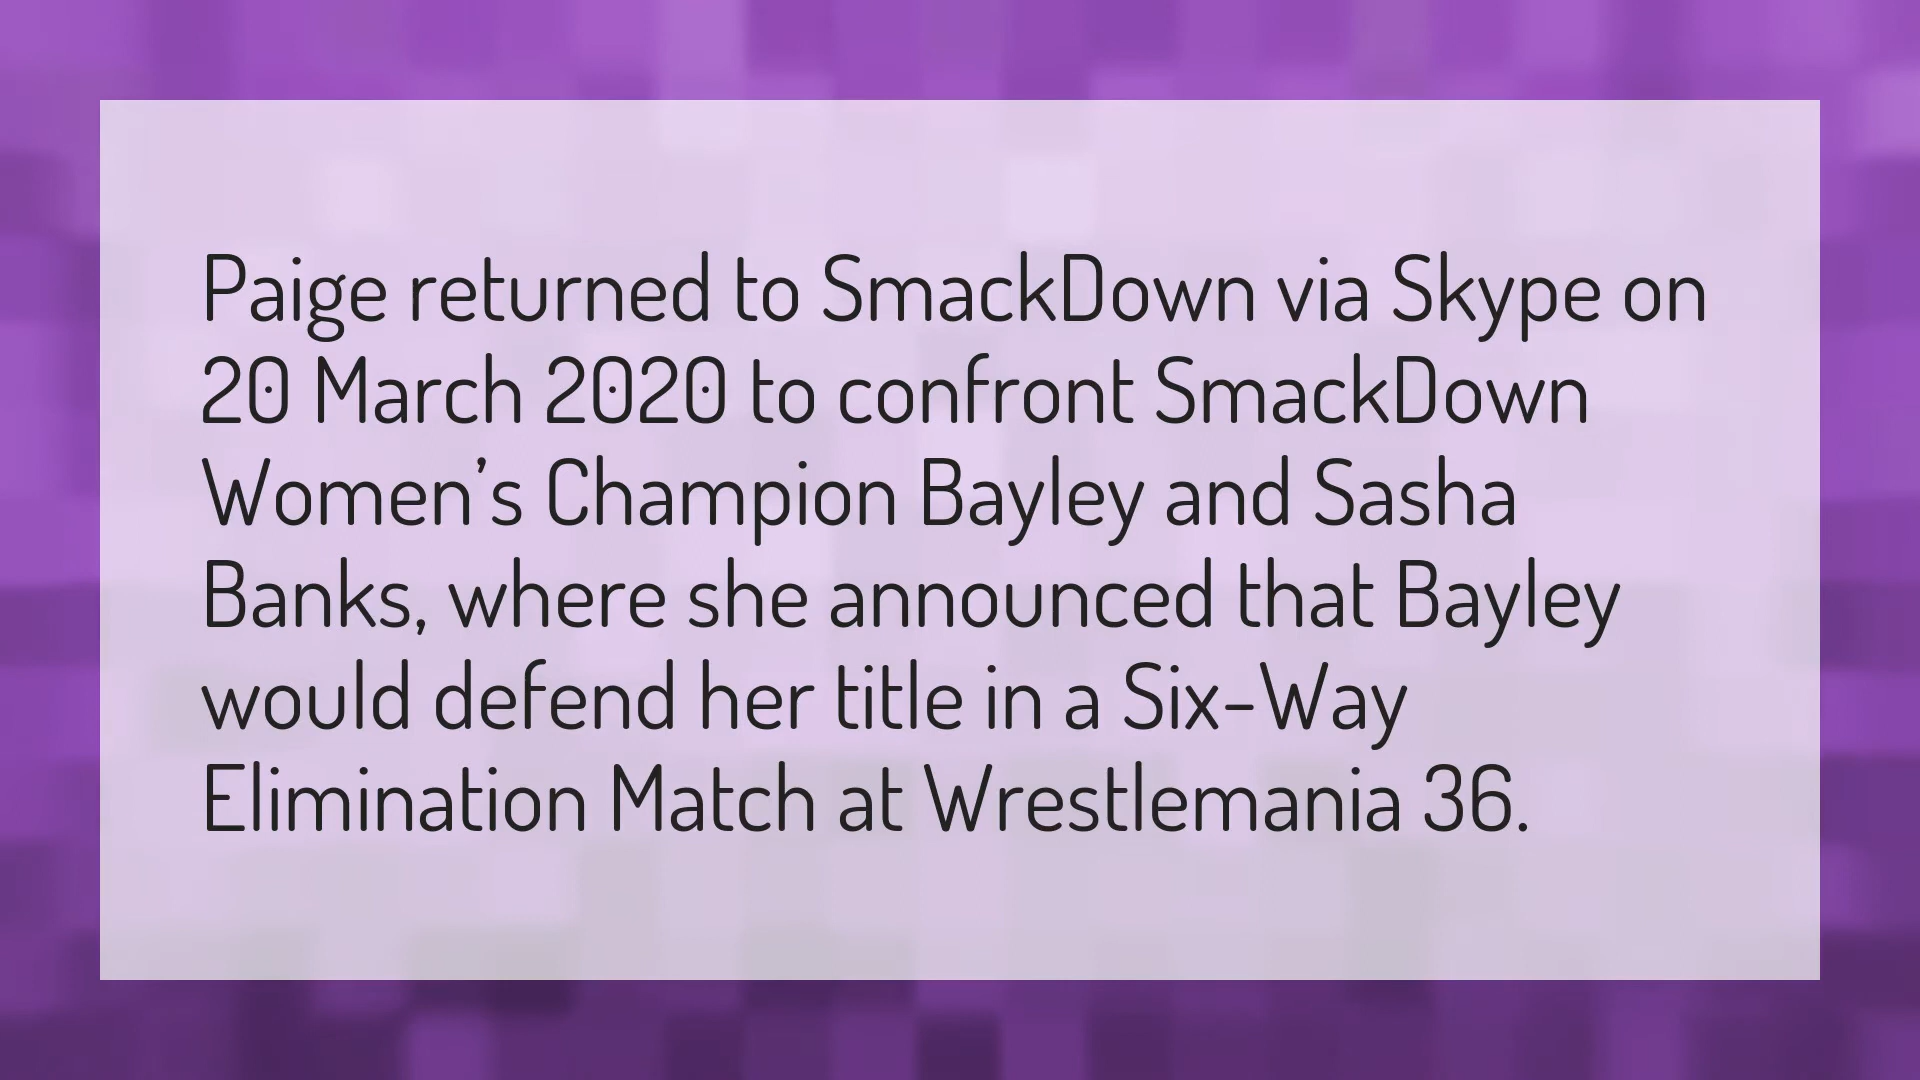 Paige returned to SmackDown via Skype on
20 March 2020 to confront SmackDown
Women's Champion Bayley and Sasha
Banks, where she announced that Bayley
would defend her title in a Six-Way
Elimination Match at Wrestlemania 36.